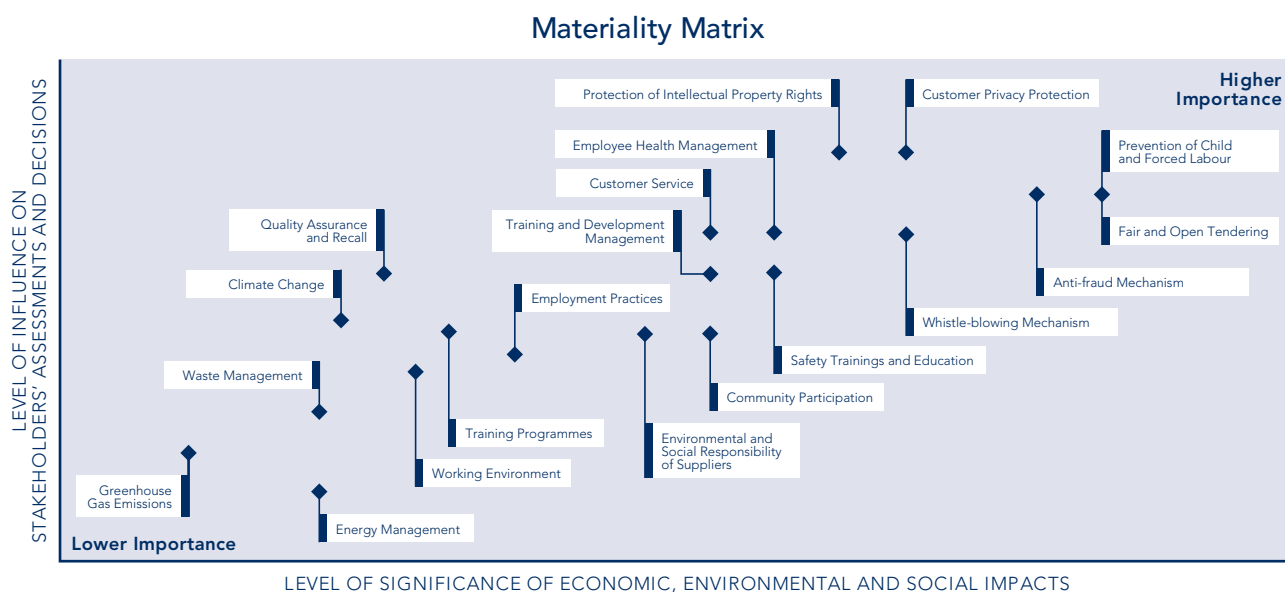 Materiality Matrix
Higher
Importance
Protection of Intellectual Property Rights
Customer Privacy Protection
Employee Health Management
Prevention of Child
and Forced Labour
Customer Service
Training and Development
Management
Quality Assurance
and Recall
Fair and Open Tendering
Climate Change
Anti-fraud Mechanism
Employment Practices
Whistle-blowing Mechanism
Safety Trainings and Education
Waste Management
Community Participation
Training Programmes
Environmental and
Social Responsibility
of Suppliers
Working Environment
Greenhouse
Gas Emissions
Energy Management
Lower Importance
LEVEL OF INFLUENCE ON
STAKEHOLDERS’ ASSESSMENTS AND DECISIONS
LEVEL OF SIGNIFICANCE OF ECONOMIC, ENVIRONMENTAL AND SOCIAL IMPACTS